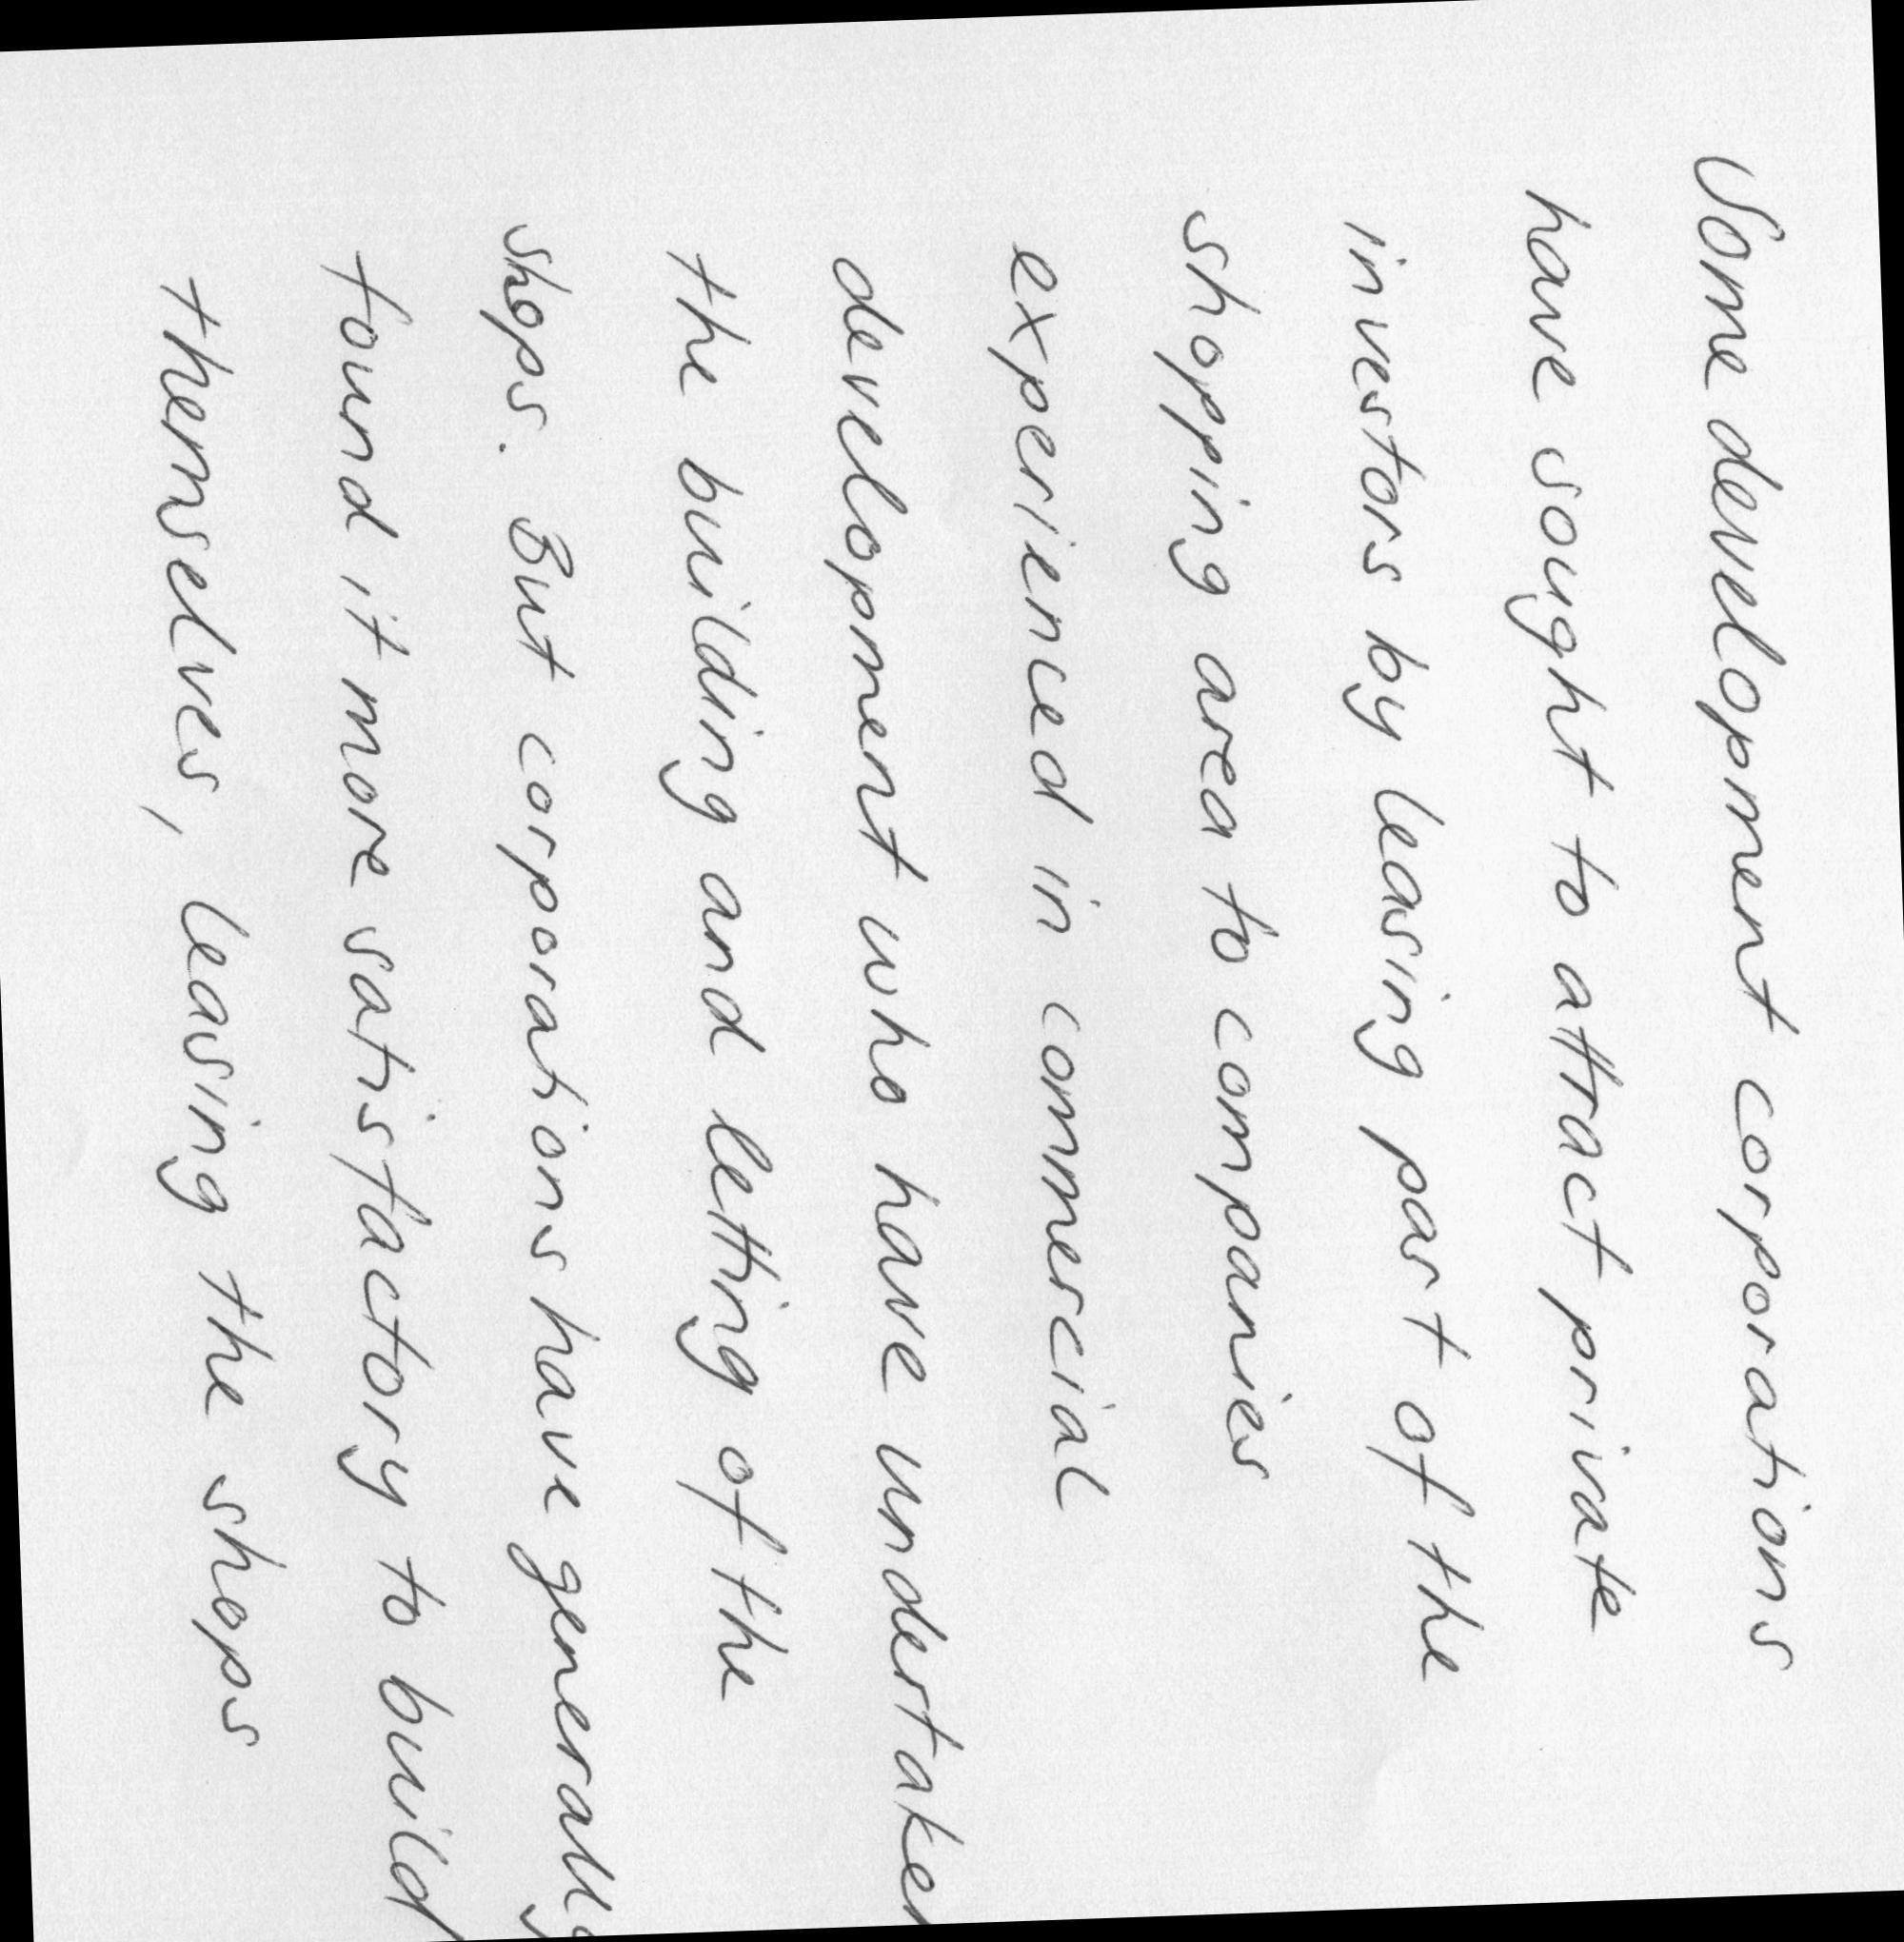 Some development corporations
have sought to attract private
investors by leasing part of the
shopping area to companies
experienced in commercial
development who have undertaken
the building and letting of the
shops. But corporations have generally
found it more satisfactory to build
themselves, leasing the shops